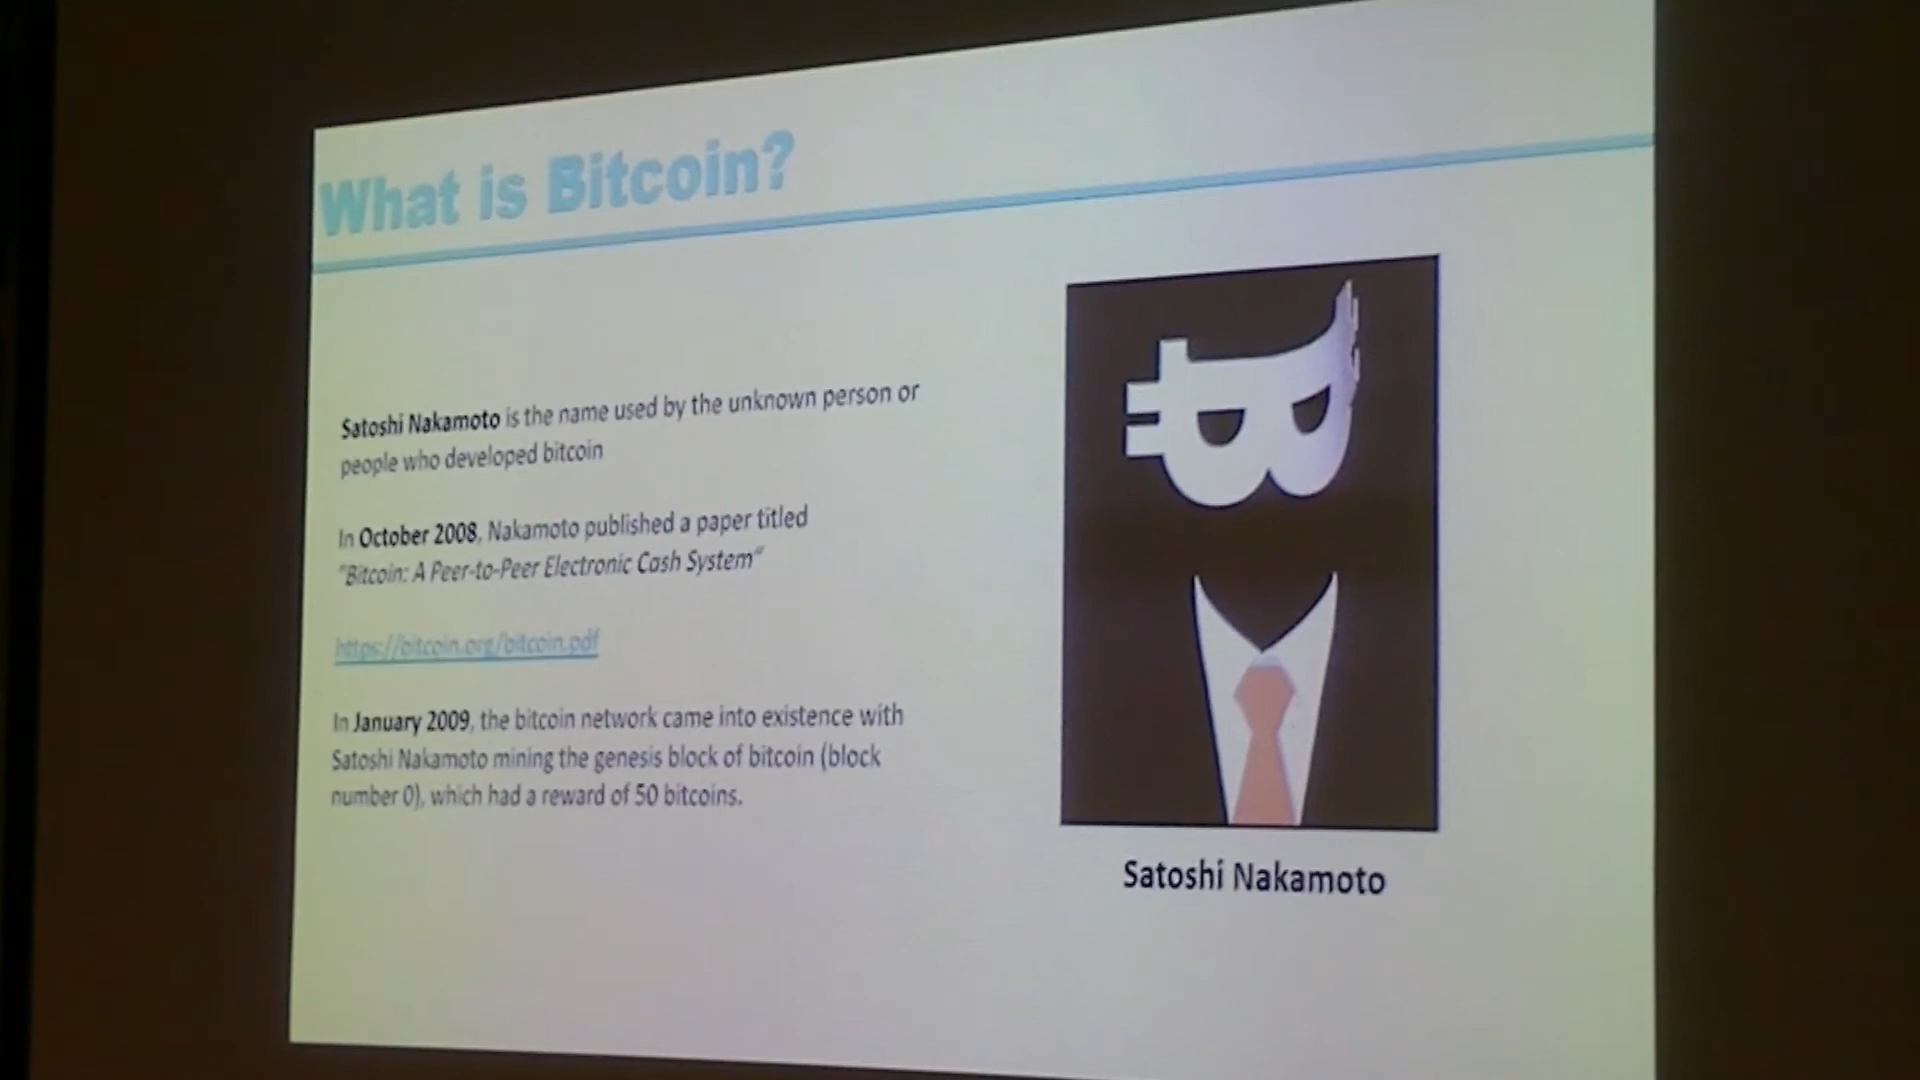 What is Bitcoin?
Satoshi Nakamoto is the name used by the unknown person or
people who developed bitcoin
In October 2008, Nakamoto published a paper titled
"Bitcoin: A Peer-to-Peer Electronic Cash System"
https://bitcoin.org/bitcoin.pdf
In January 2009, the bitcoin network came into existence with
Satoshi Nakamoto mining the genesis block of bitcoin (block
number 0), which had a reward of 50 bitcoins.
Satoshi Nakamoto